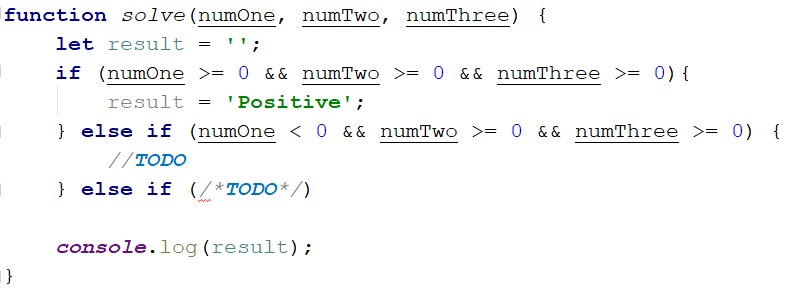 function solve(numOne, numTwo, numThree) {
let result = '';
if (numOne >= 0 && numTwo >= 0 && numThree >= 0){
result = 'Positive';
} else if (numOne < 0 && numTwo >= 0 && numThree >= 0) {
//TODO
} else if (/*TODO*/)
console.log(result);
}